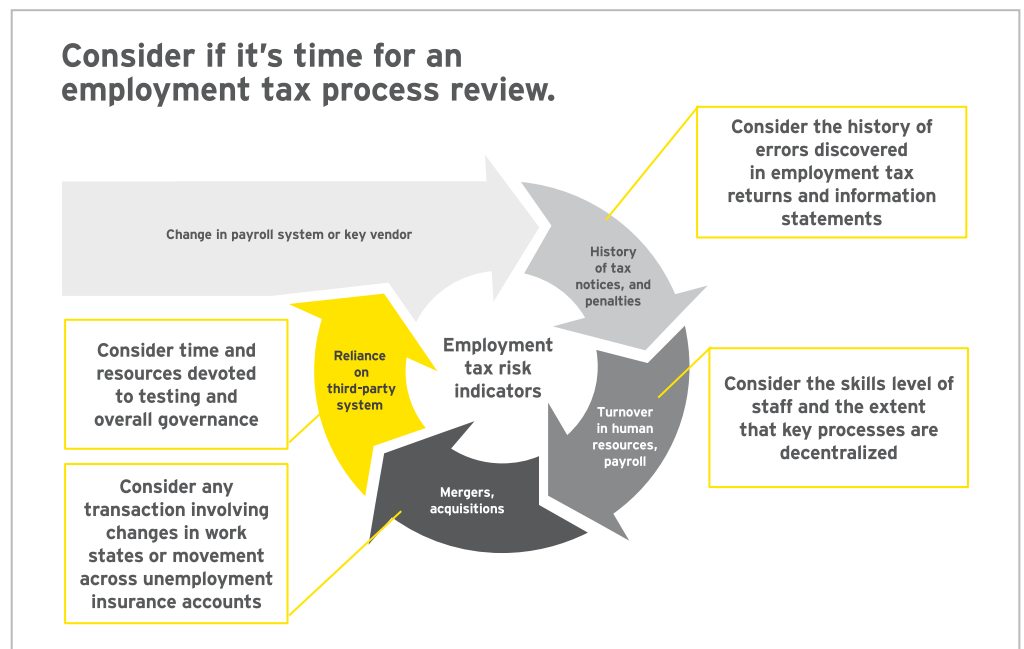 Consider if it's time for an
employment tax process review.
Consider the history of
errors discovered
in employment tax
returns and information
statements
Change in payroll system or key vendor
History
of tax
notices, and
penalties
Employment
tax risk
indicators
Reliance
on
third-party
system
Consider time and
resources devoted
to testing and
overall governance
Turnover
in human
resources,
payroll
Consider the skills level of
staff and the extent
that key processes are
decentralized
Mergers,
acquisitions
Consider any
transaction involving
changes in work
states or movement
across unemployment
insurance accounts